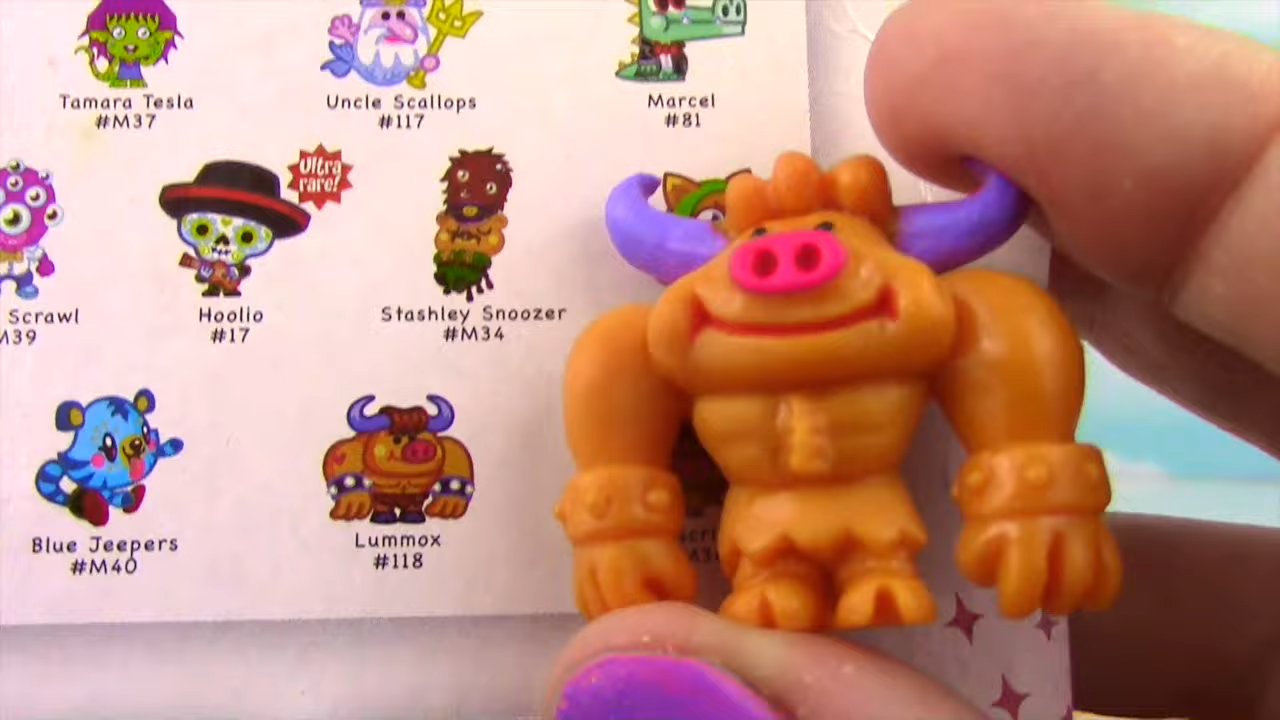 Tamara Tesla
#M37
Uncle Scallops
#117
Marcel
#81
Ultra
rare!
Scrawl
M39
Hoolio
#17
Stashley Snoozer
#M34
Blue Jeepers
#M40
Lummox
#118